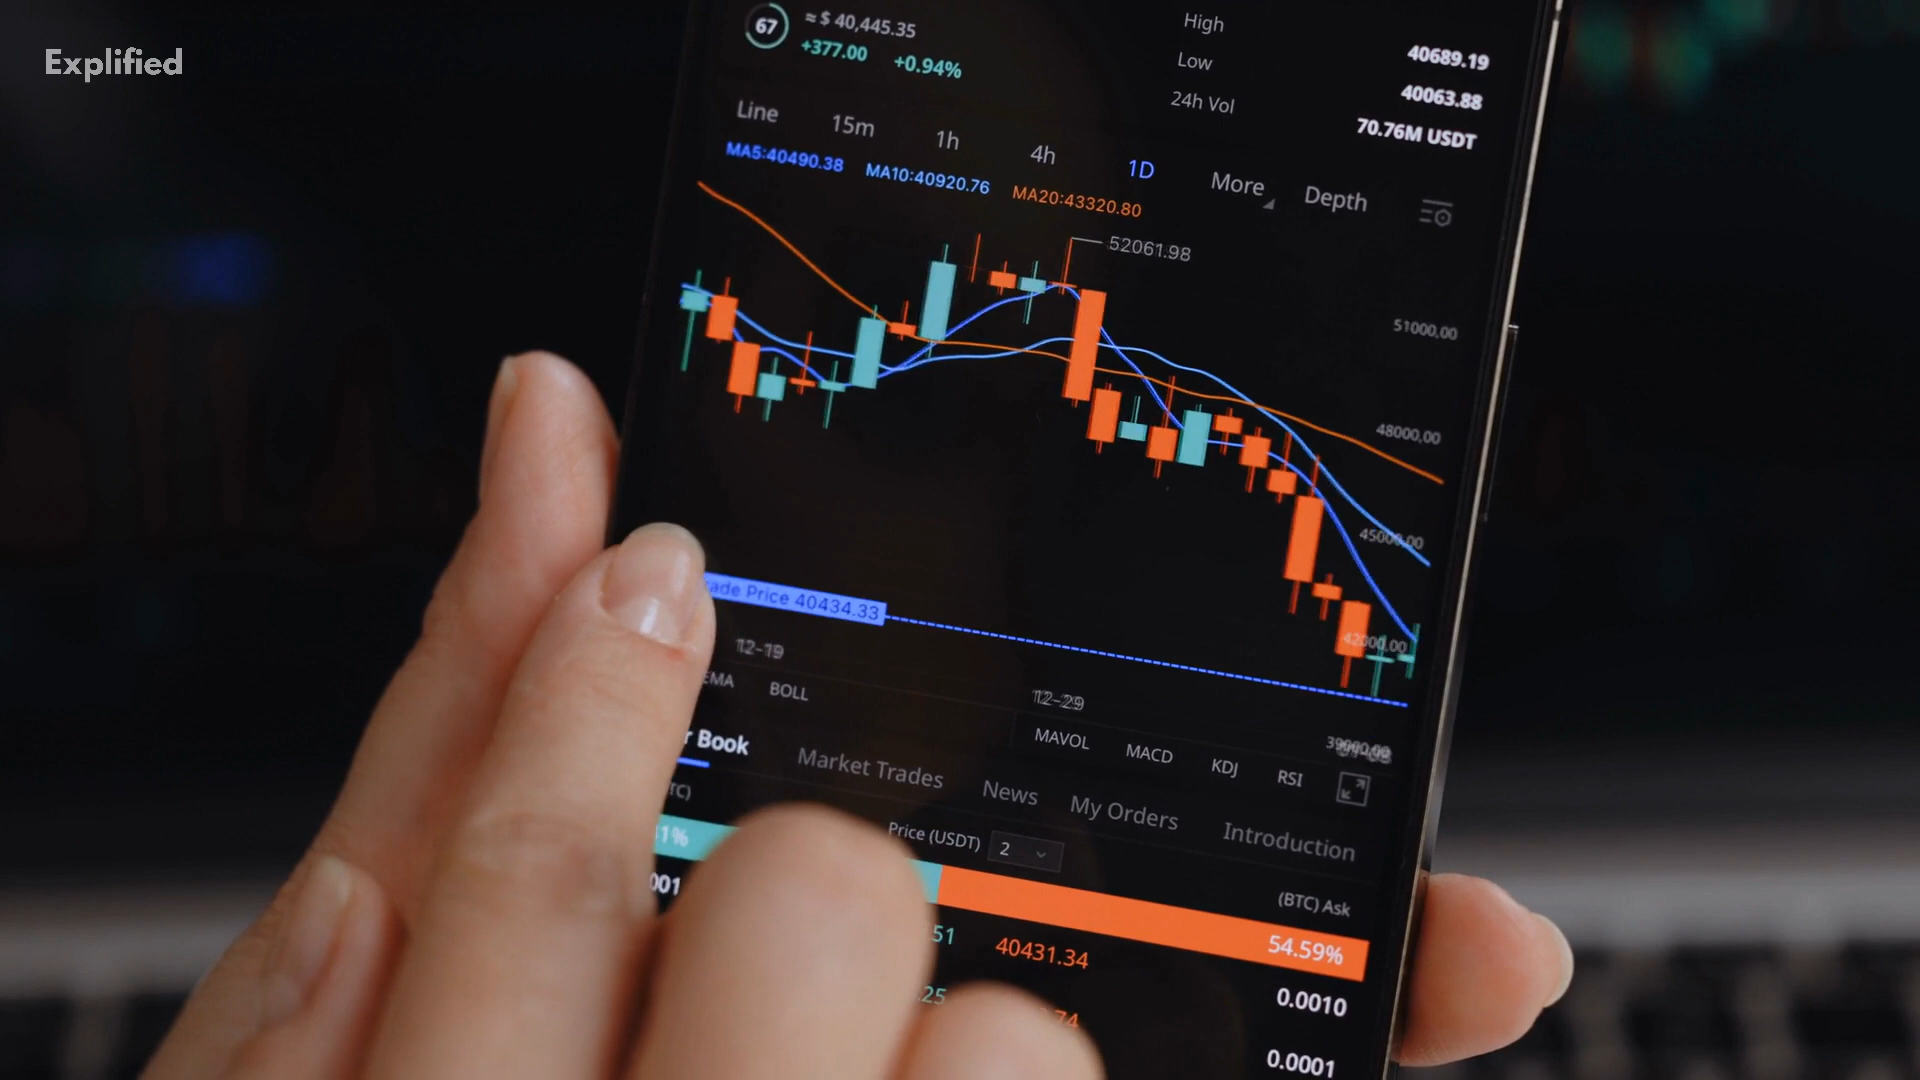 Explified
67
≈ $ 40,445.35
+377.00 +0.94%
High 40689.19
Low 40063.88
24h Vol 70.76M USDT
Line 15m 1h 4h 1D More Depth
MA5:40490.38 MA10:40920.76 MA20:43320.80
52061.98
51000.00
48000.00
45000.00
42000.00
Price 40434.33
12-19
12-29
39000.00
BOLL MAVOL MACD KDJ RSI
Book Market Trades News My Orders Introduction
Price (USDT) 2
(BTC) Ask
54.59%
40431.34 0.0010
0.0001